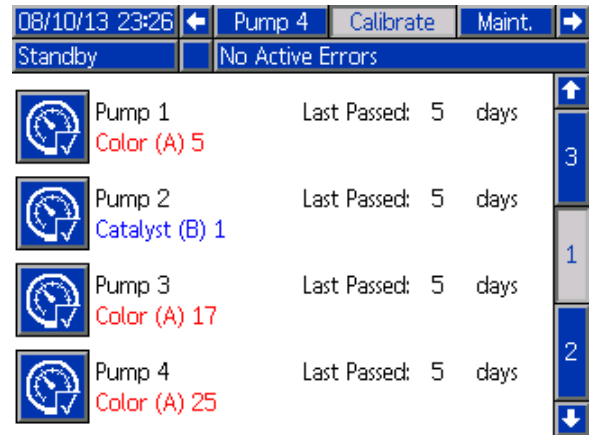 08/10/13 23:26 Pump 4 Calibrate Maint.
Standby No Active Errors
Pump 1 Last Passed: 5 days
Color (A) 5
3
Pump 2 Last Passed: 5 days
Catalyst (B) 1
1
Pump 3 Last Passed: 5 days
Color (A) 17
2
Pump 4 Last Passed: 5 days
Color (A) 25